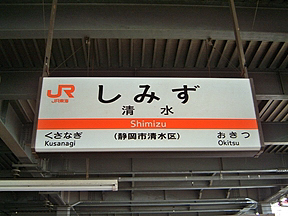 JR
JR東海
しみず
清水
Shimizu
くさなぎ (静岡市清水区) おきつ
Kusanagi Okitsu